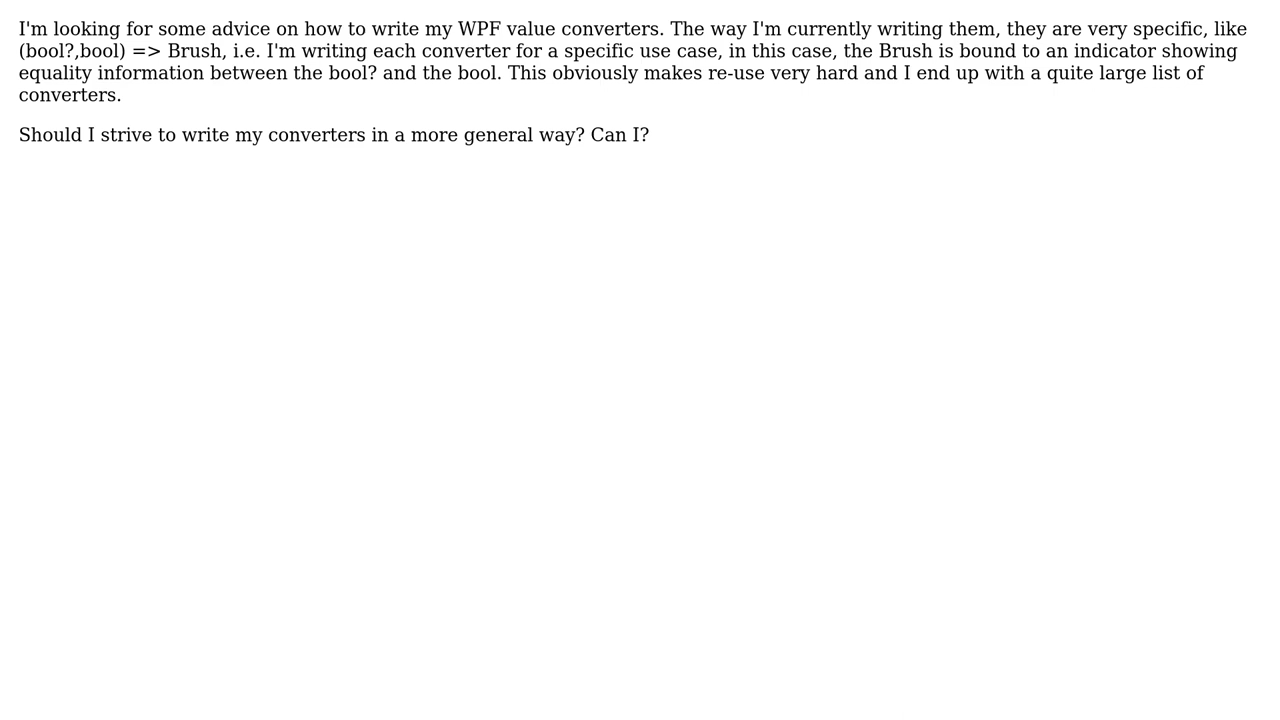 I'm looking for some advice on how to write my WPF value converters. The way I'm currently writing them, they are very specific, like
(bool?,bool) => Brush, i.e. I'm writing each converter for a specific use case, in this case, the Brush is bound to an indicator showing
equality information between the bool? and the bool. This obviously makes re-use very hard and I end up with a quite large list of
converters.
Should I strive to write my converters in a more general way? Can I?